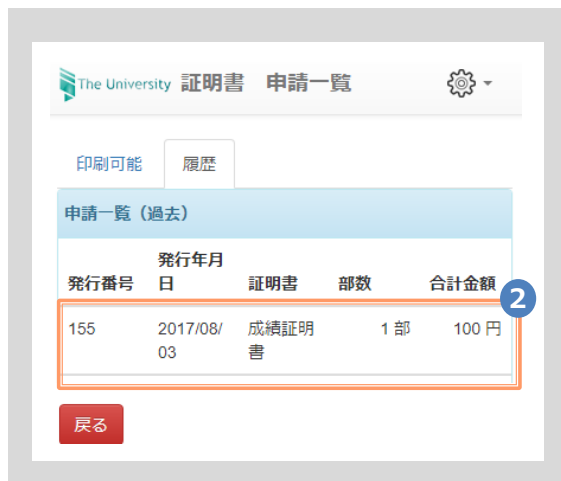 The University 証明書 申請一覧
印刷可能 履歴
申請一覧（過去）
発行年月
発行番号 日 証明書 部数 合計金額
2
155 2017/08/ 成績証明 1 部 100 円
03 書
戻る